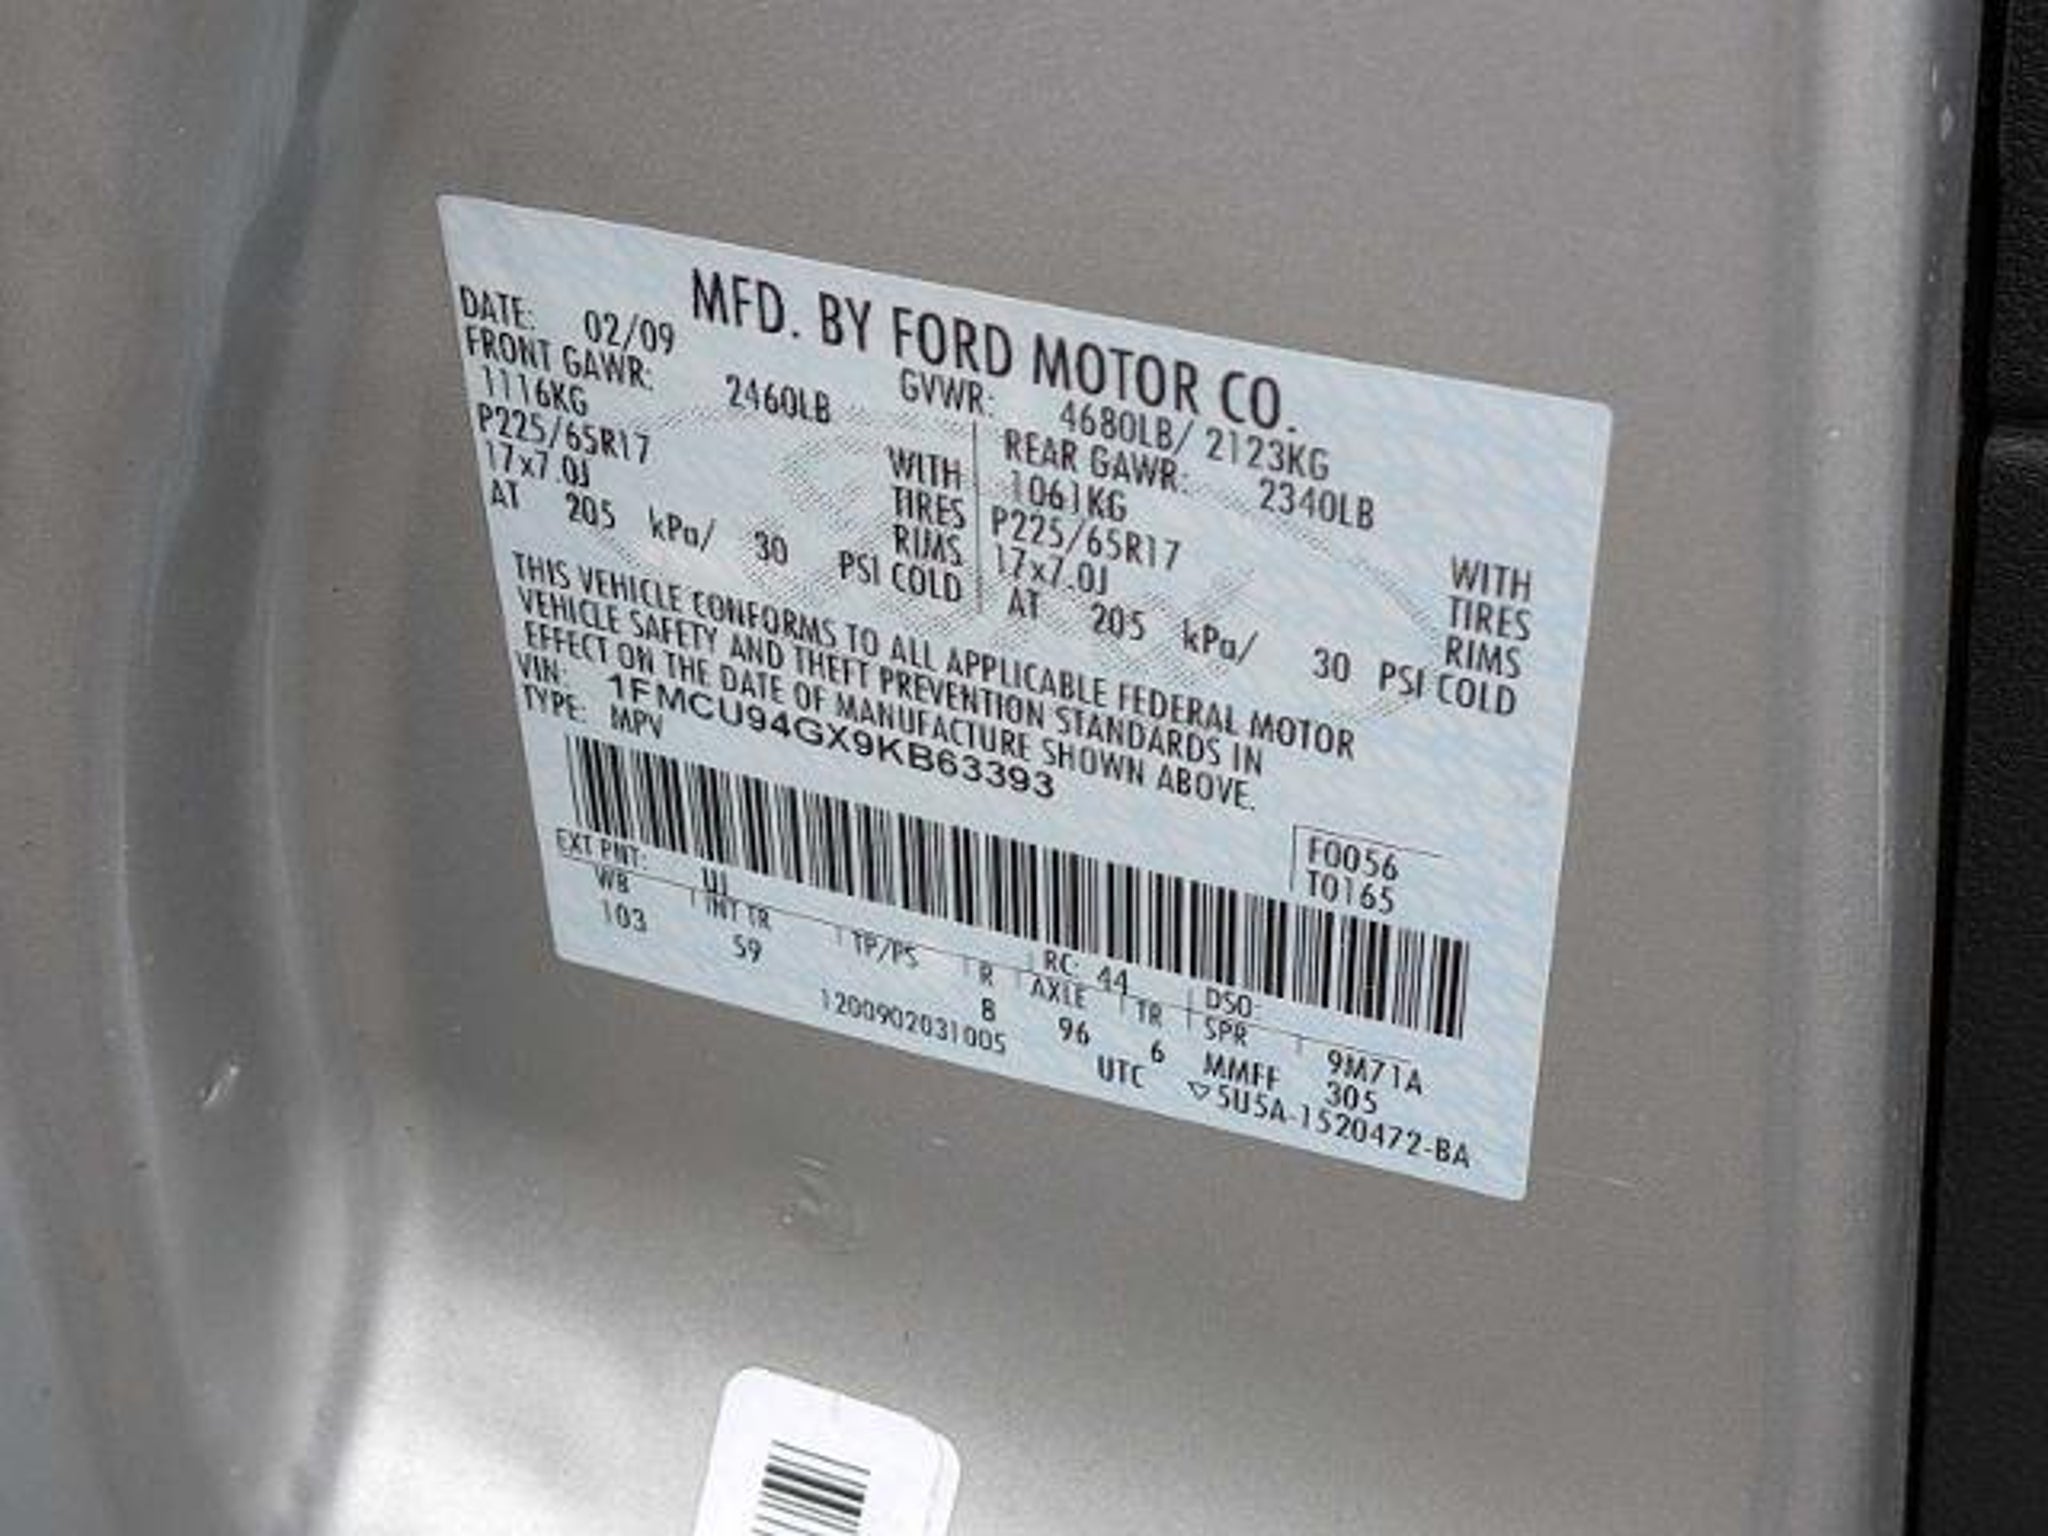 MFD. BY FORD MOTOR CO.
DATE: 02/09 GVWR: 4680LB/ 2123KG
FRONT GAWR: 2460LB REAR GAWR: 2340LB
1116KG WITH 1061KG WITH
P225/65R17 TIRES P225/65R17 TIRES
17x7.0J RIMS 17x7.0J RIMS
AT 205 kPa/ 30 PSI COLD AT 205 kPa/ 30 PSI COLD
THIS VEHICLE CONFORMS TO ALL APPLICABLE FEDERAL MOTOR
VEHICLE SAFETY AND THEFT PREVENTION STANDARDS IN
EFFECT ON THE DATE OF MANUFACTURE SHOWN ABOVE.
VIN: 1FMCU94GX9KB63393
TYPE: MPV
F0056
T0165
EXT PNT: UJ RC: 44 DSO:
WB INT TR TP/PS R AXLE TR SPR 9M71A
103 59 8 96 6 MMFF 305
1200902031005 UTC ▽5U5A-1520472-BA